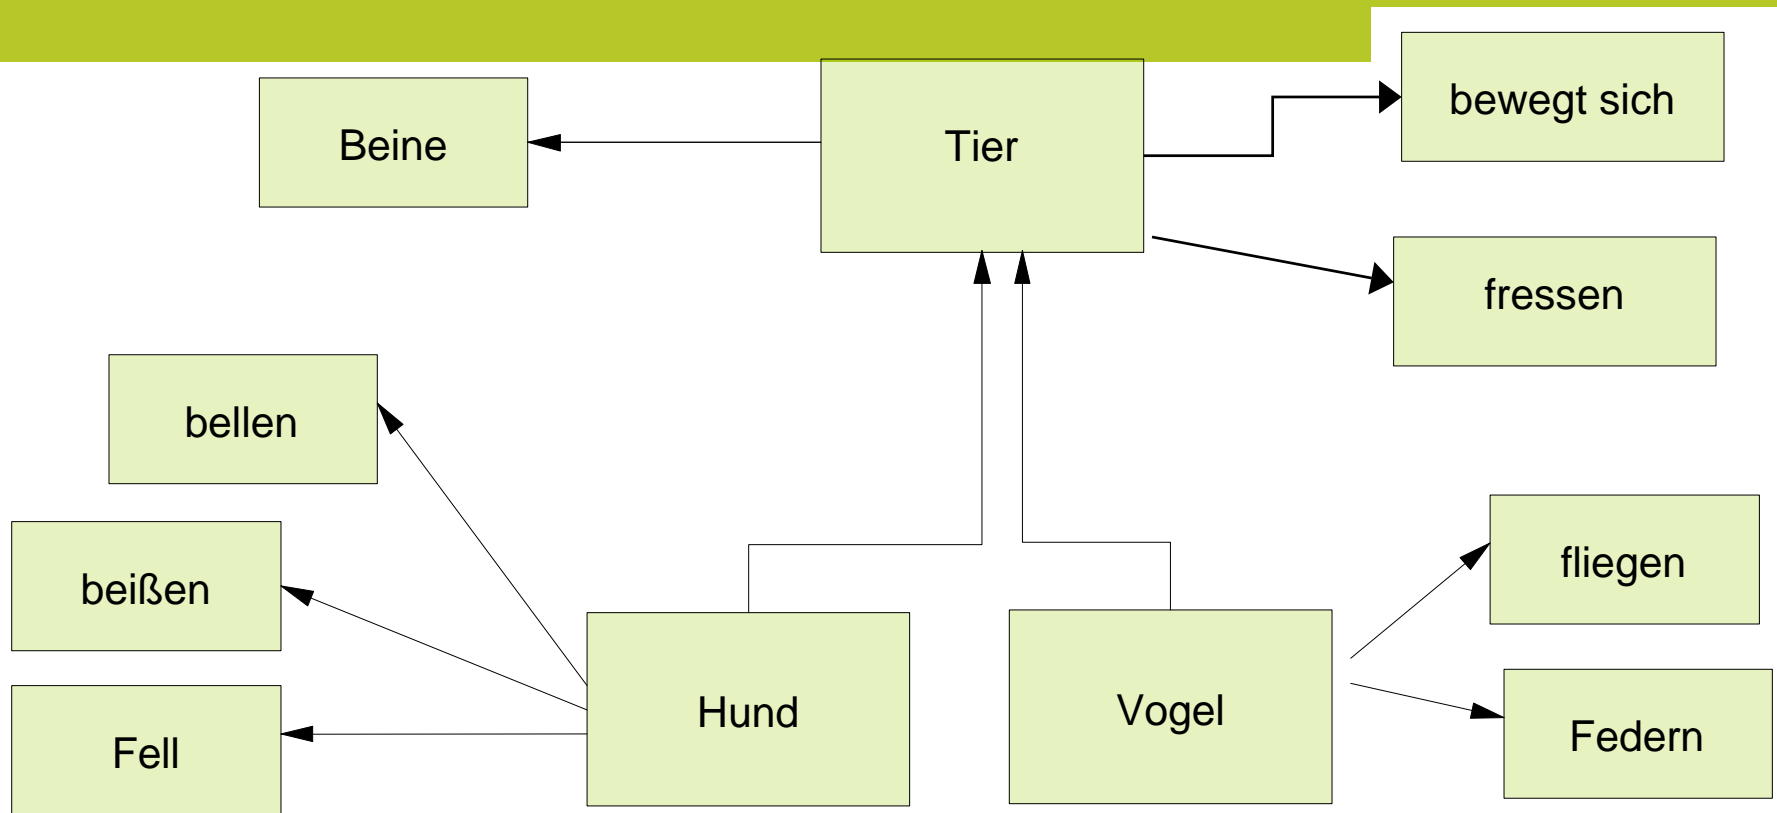 bewegt sich
Beine
Tier
fressen
bellen
fliegen
beißen
Hund
Vogel
Federn
Fell